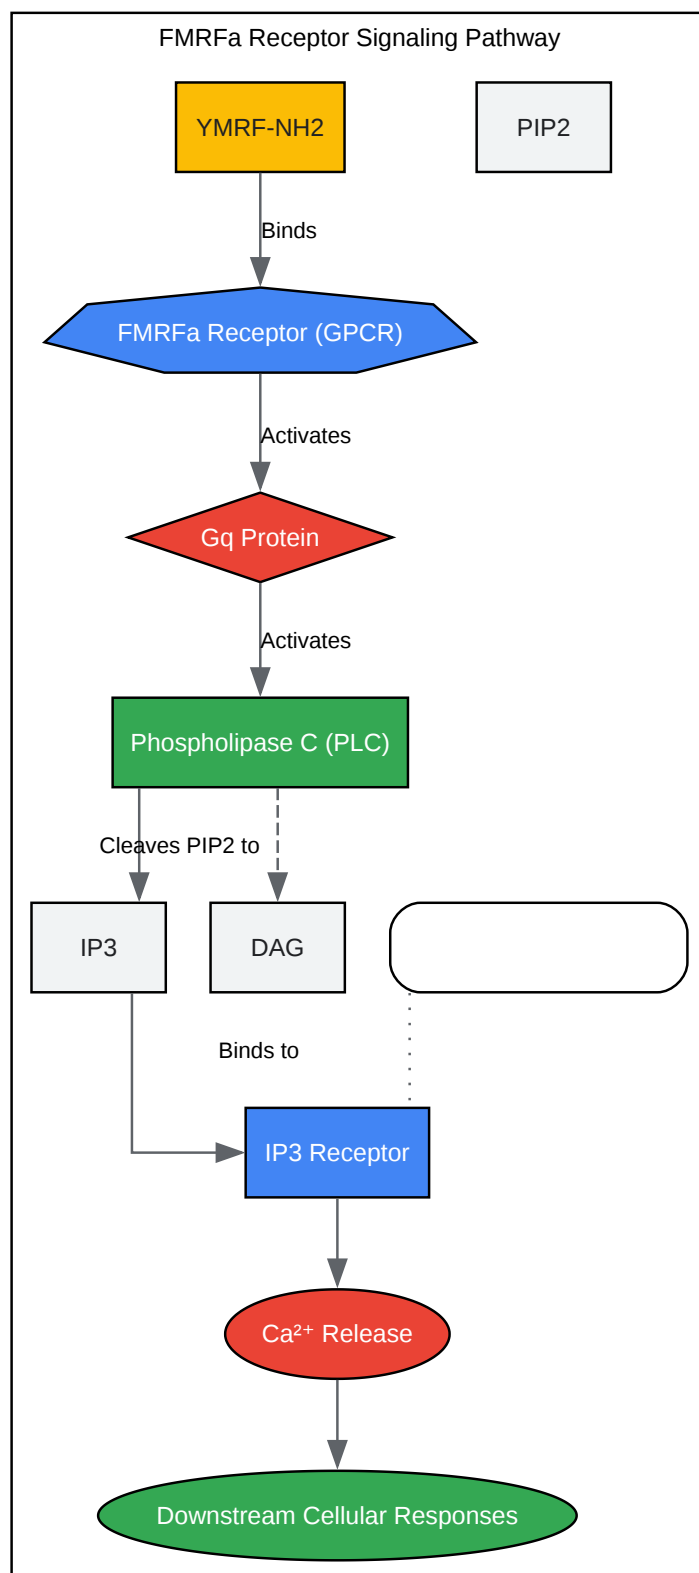 FMRFa Receptor Signaling Pathway
YMRF-NH2
PIP2
Binds
FMRFa Receptor (GPCR)
Activates
Gq Protein
Activates
Phospholipase C (PLC)
Cleaves PIP2 to
IP3
DAG
Binds to
IP3 Receptor
Ca²⁺ Release
Downstream Cellular Responses